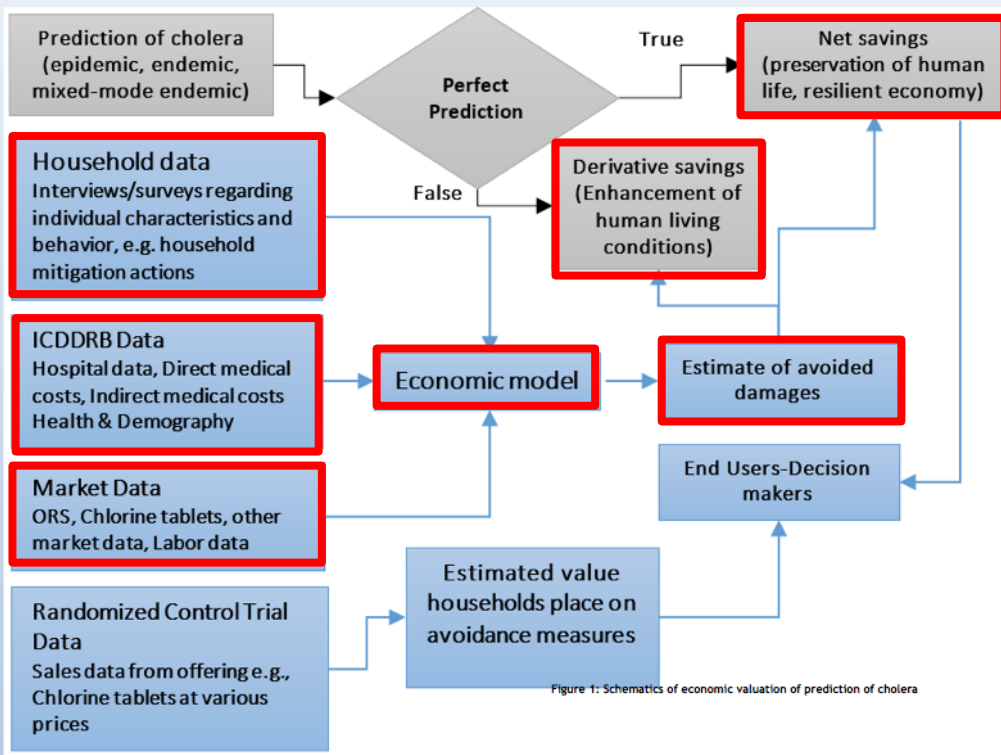 Prediction of cholera
(epidemic, endemic,
mixed-mode endemic)
Perfect
Prediction
True
Net savings
(preservation of human
life, resilient economy)
False
Derivative savings
(Enhancement of
human living
conditions)
Household data
Interviews/surveys regarding
individual characteristics and
behavior, e.g. household
mitigation actions
ICDDRB Data
Hospital data, Direct medical
costs, Indirect medical costs
Health & Demography
Economic model
Estimate of avoided
damages
Market Data
ORS, Chlorine tablets, other
market data, Labor data
End Users-Decision
makers
Randomized Control Trial
Data
Sales data from offering e.g.,
Chlorine tablets at various
prices
Estimated value
households place on
avoidance measures
Figure 1: Schematics of economic valuation of prediction of cholera